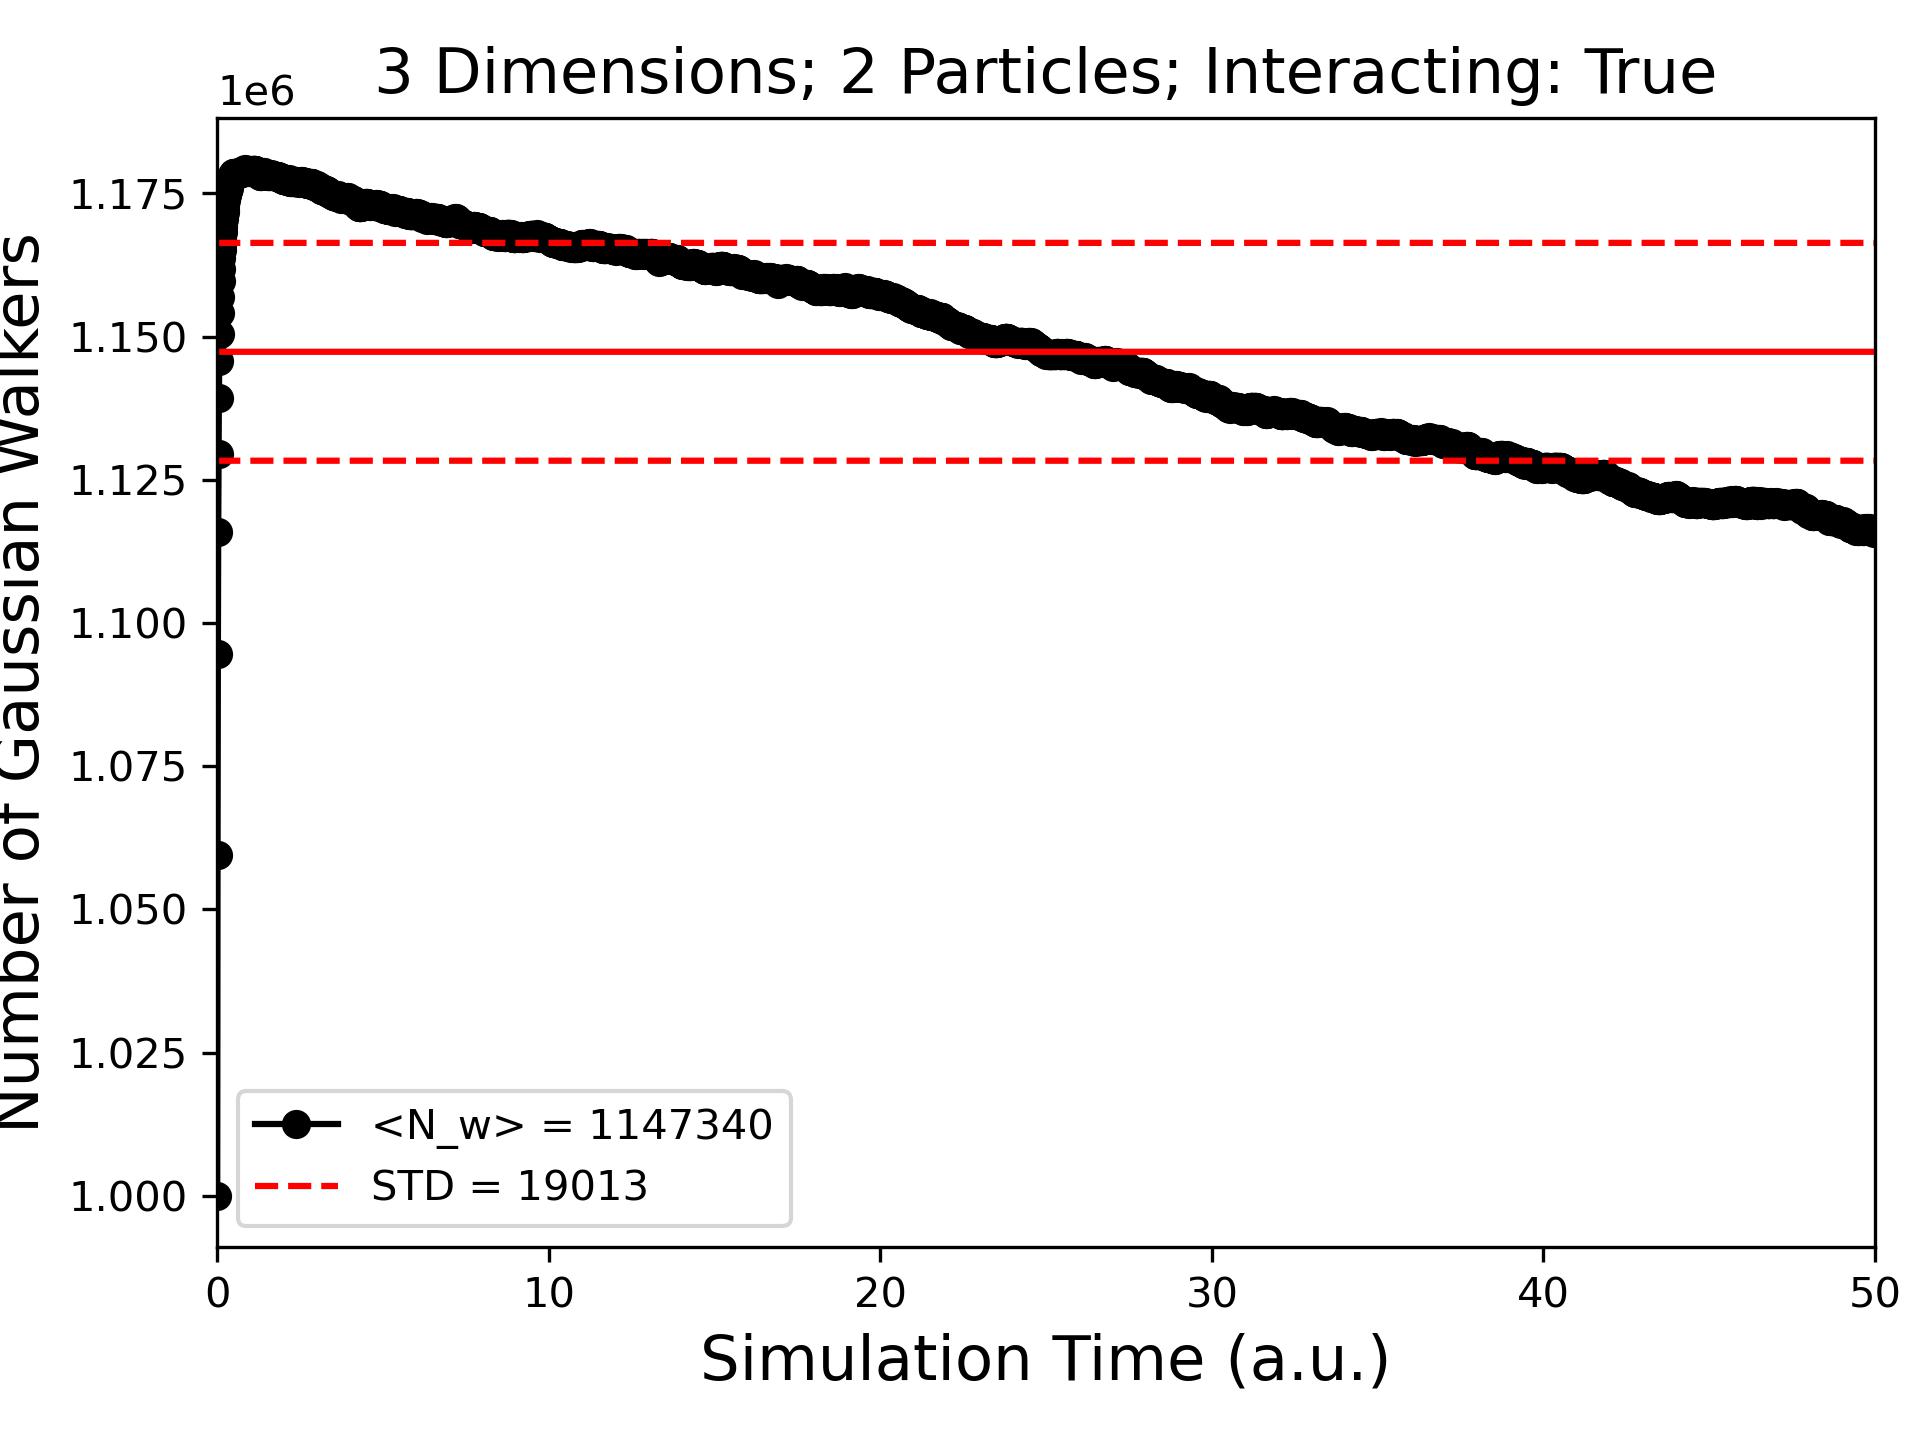 3 Dimensions; 2 Particles; Interacting: True
1e6
Number of Gaussian Walkers
1.175
1.150
1.125
1.100
1.075
1.050
1.025
1.000
<N_w> = 1147340
STD = 19013
0 10 20 30 40 50
Simulation Time (a.u.)